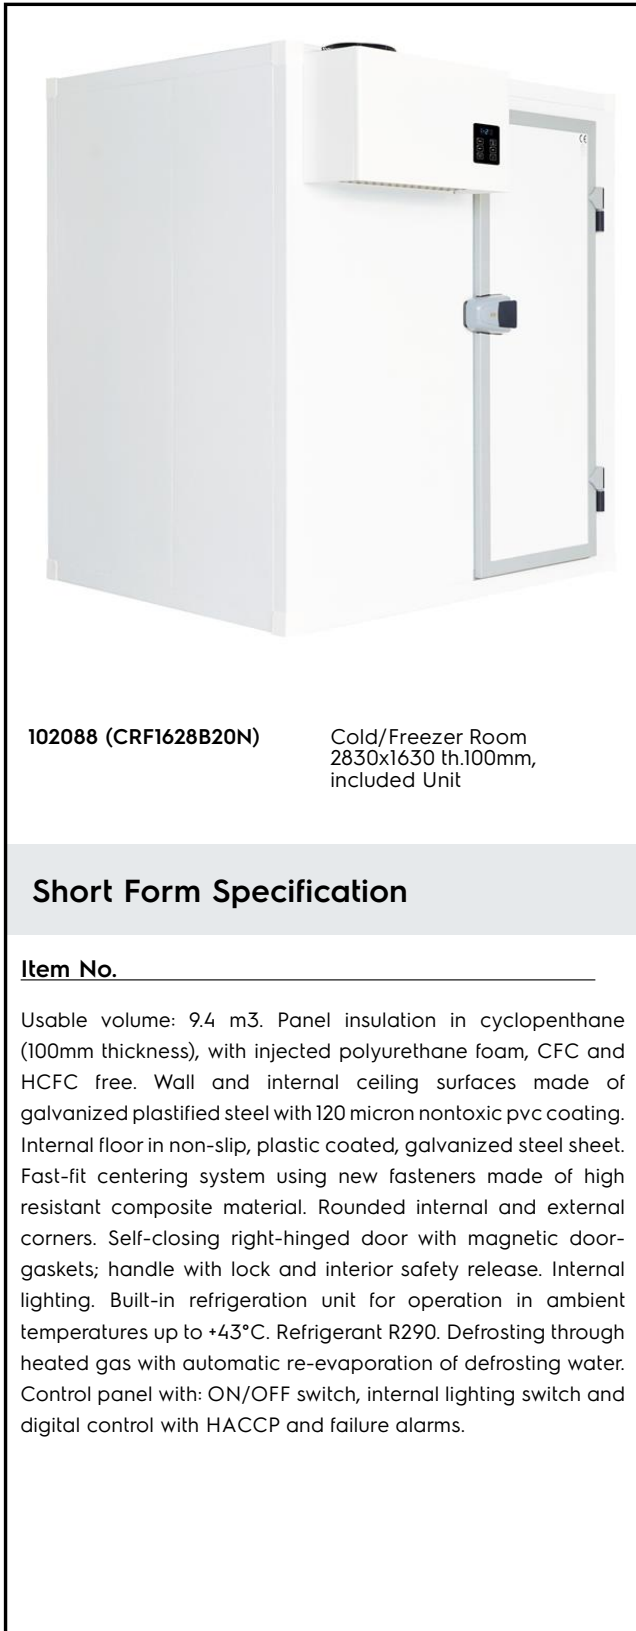 CE
102088 (CRF1628B20N)
Cold/Freezer Room
2830x1630 th.100mm,
included Unit
Short Form Specification
Item No.
Usable volume: 9.4 m3. Panel insulation in cyclopenthane
(100mm thickness), with injected polyurethane foam, CFC and
HCFC free. Wall and internal ceiling surfaces made of
galvanized plastified steel with 120 micron nontoxic pvc coating.
Internal floor in non-slip, plastic coated, galvanized steel sheet.
Fast-fit centering system using new fasteners made of high
resistant composite material. Rounded internal and external
corners. Self-closing right-hinged door with magnetic door-
gaskets; handle with lock and interior safety release. Internal
lighting. Built-in refrigeration unit for operation in ambient
temperatures up to +43°C. Refrigerant R290. Defrosting through
heated gas with automatic re-evaporation of defrosting water.
Control panel with: ON/OFF switch, internal lighting switch and
digital control with HACCP and failure alarms.